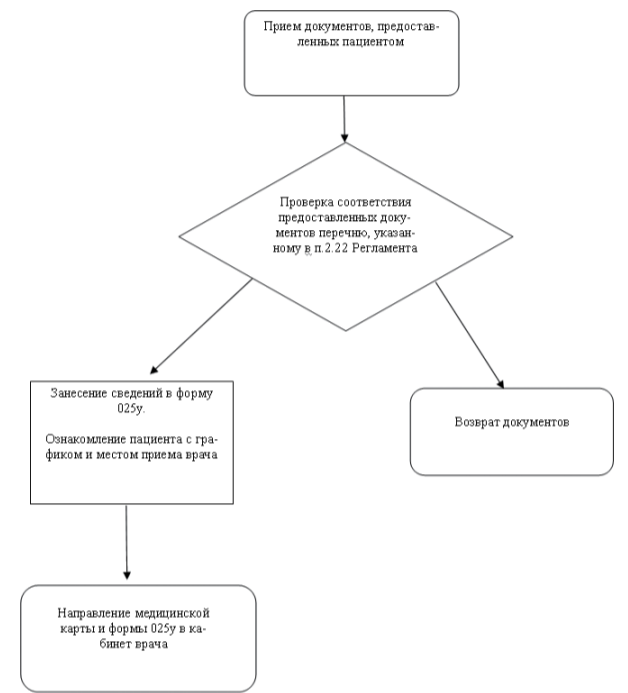 Прием документов, предостав-
ленных пациентом
Проверка соответствия
предоставленных доку-
ментов перечню, указан-
ному в п.2.22 Регламента
Занесение сведений в форму
025у.
Ознакомление пациента с гра-
фиком и местом приема врача
Возврат документов
Направление медицинской
карты и формы 025у в ка-
бинет врача